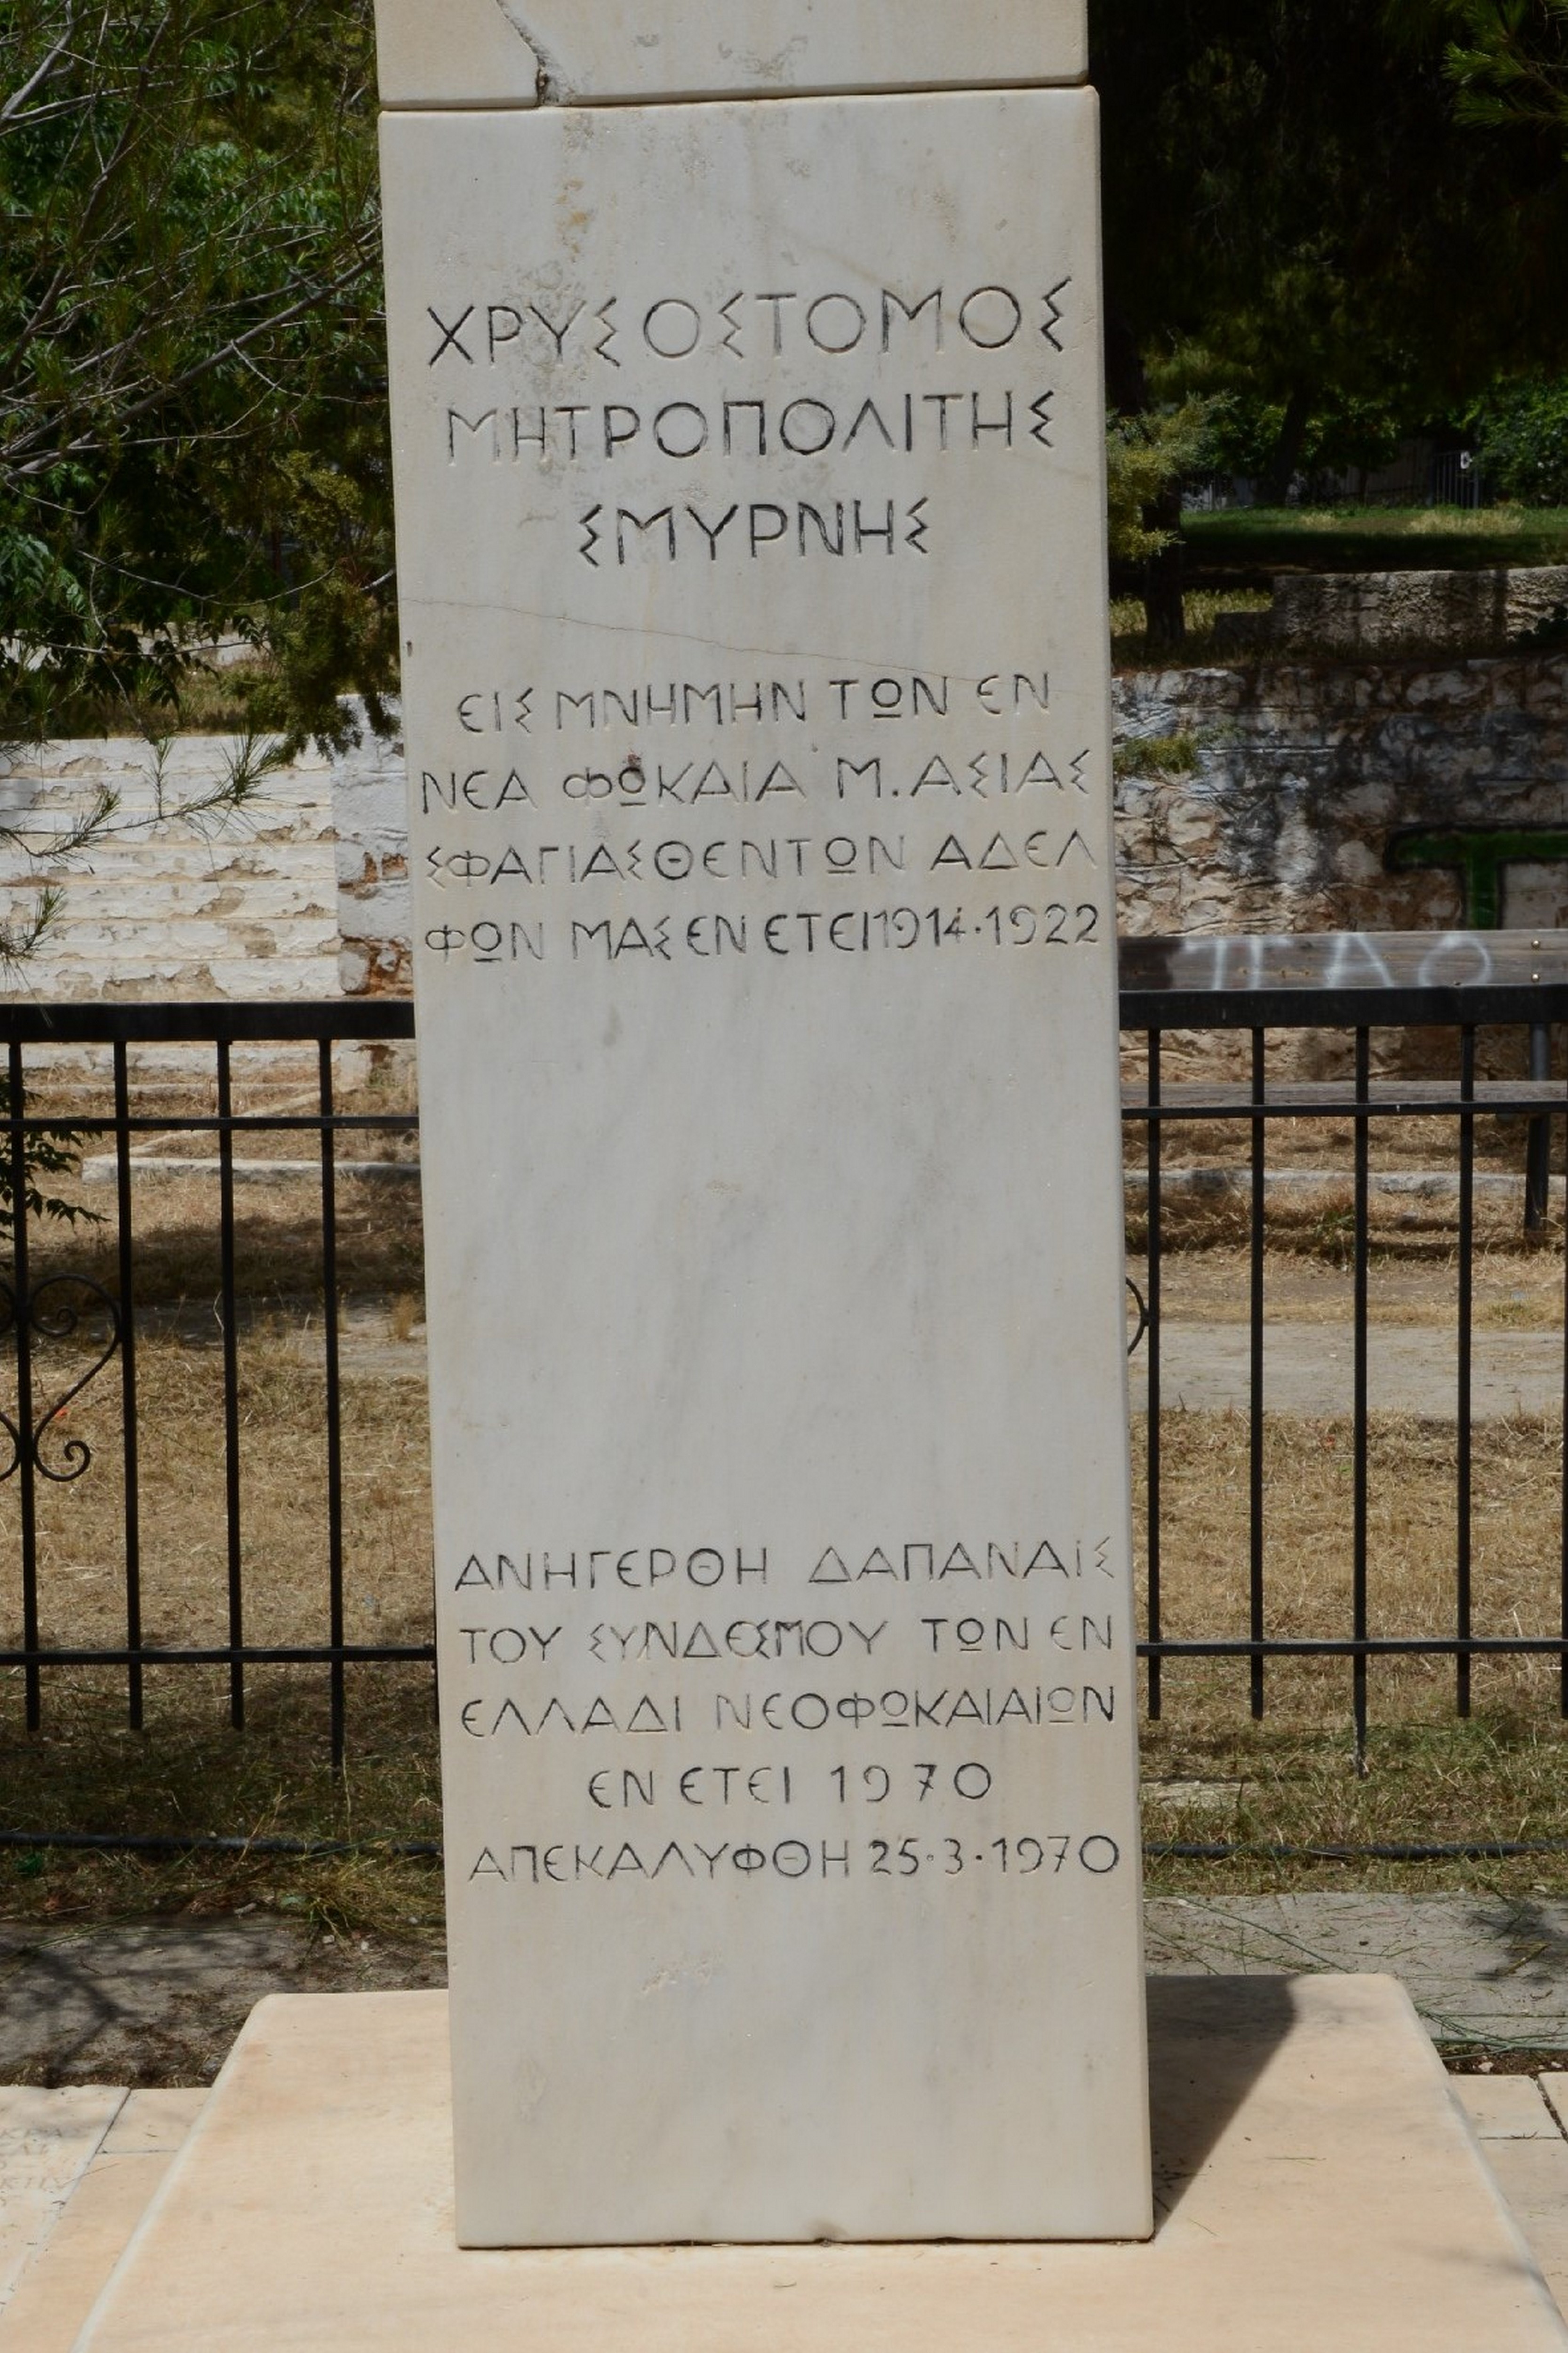 ΧΡΥΣΟΣΤΟΜΟΣ
ΜΗΤΡΟΠΟΛΙΤΗΣ
ΣΜΥΡΝΗΣ
ΕΙΣ ΜΝΗΜΗΝ ΤΩΝ ΕΝ
ΝΕΑ ΦΩΚΑΙΑ Μ. ΑΣΙΑΣ
ΣΦΑΓΙΑΣΘΕΝΤΩΝ ΑΔΕΛ
ΦΩΝ ΜΑΣ ΕΝ ΕΤΕΙ 1914·1922
ΑΝΗΓΕΡΘΗ ΔΑΠΑΝΑΙΣ
ΤΟΥ ΣΥΝΔΕΣΜΟΥ ΤΩΝ ΕΝ
ΕΛΛΑΔΙ ΝΕΟΦΩΚΑΙΑΙΩΝ
ΕΝ ΕΤΕΙ 1970
ΑΠΕΚΑΛΥΦΘΗ 25·3·1970